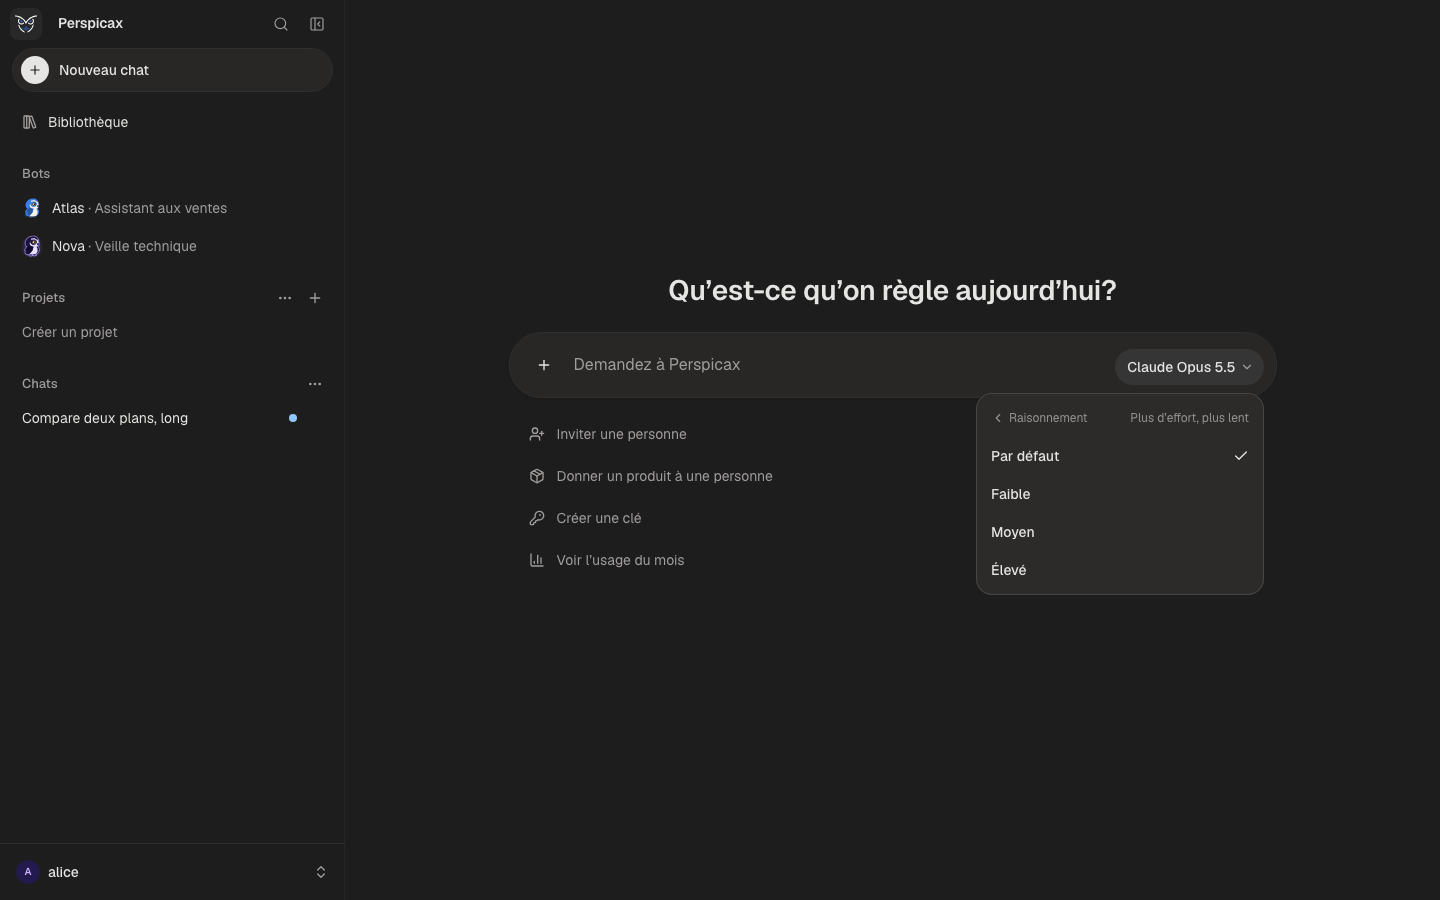 Perspicax
Nouveau chat
Bibliothèque
Bots
Atlas · Assistant aux ventes
Nova · Veille technique
Projets
Créer un projet
Chats
Compare deux plans, long
A
alice
Qu’est-ce qu’on règle aujourd’hui?
Demandez à Perspicax
Claude Opus 5.5
Inviter une personne
Donner un produit à une personne
Créer une clé
Voir l’usage du mois
Raisonnement
Plus d’effort, plus lent
Par défaut
Faible
Moyen
Élevé